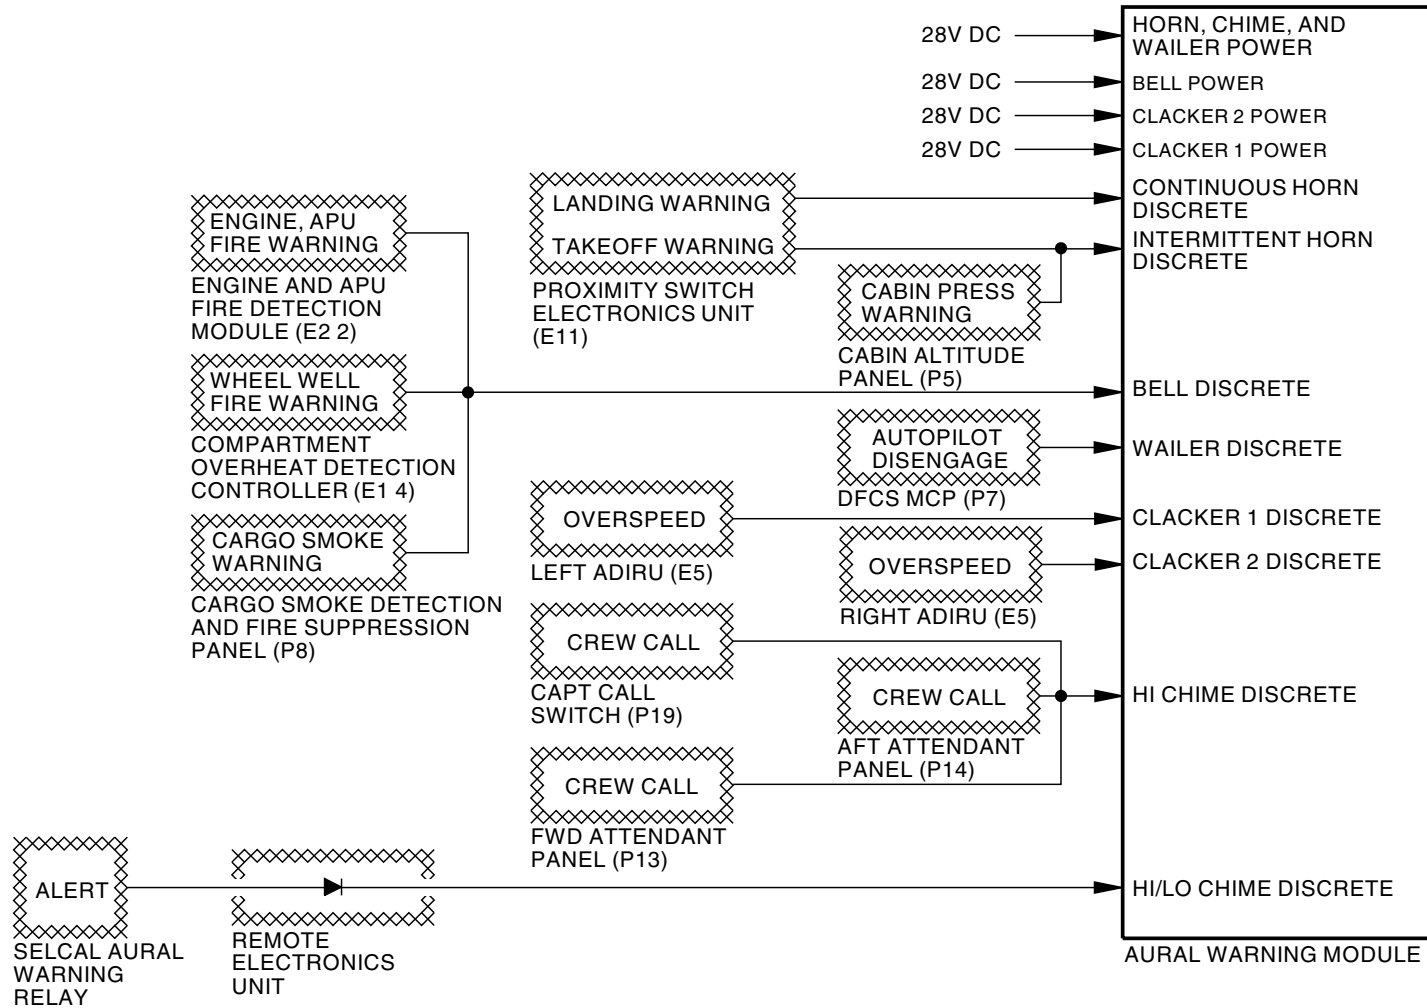 28V DC
HORN, CHIME, AND
WAILER POWER
28V DC
BELL POWER
28V DC
CLACKER 2 POWER
28V DC
CLACKER 1 POWER
LANDING WARNING
CONTINUOUS HORN
DISCRETE
TAKEOFF WARNING
INTERMITTENT HORN
DISCRETE
PROXIMITY SWITCH
ELECTRONICS UNIT
(E11)
ENGINE, APU
FIRE WARNING
ENGINE AND APU
FIRE DETECTION
MODULE (E2 2)
CABIN PRESS
WARNING
CABIN ALTITUDE
PANEL (P5)
WHEEL WELL
FIRE WARNING
COMPARTMENT
OVERHEAT DETECTION
CONTROLLER (E1 4)
BELL DISCRETE
AUTOPILOT
DISENGAGE
DFCS MCP (P7)
WAILER DISCRETE
CARGO SMOKE
WARNING
CARGO SMOKE DETECTION
AND FIRE SUPPRESSION
PANEL (P8)
OVERSPEED
LEFT ADIRU (E5)
CLACKER 1 DISCRETE
OVERSPEED
RIGHT ADIRU (E5)
CLACKER 2 DISCRETE
CREW CALL
CAPT CALL
SWITCH (P19)
CREW CALL
AFT ATTENDANT
PANEL (P14)
HI CHIME DISCRETE
CREW CALL
FWD ATTENDANT
PANEL (P13)
ALERT
SELCAL AURAL
WARNING
RELAY
REMOTE
ELECTRONICS
UNIT
HI/LO CHIME DISCRETE
AURAL WARNING MODULE